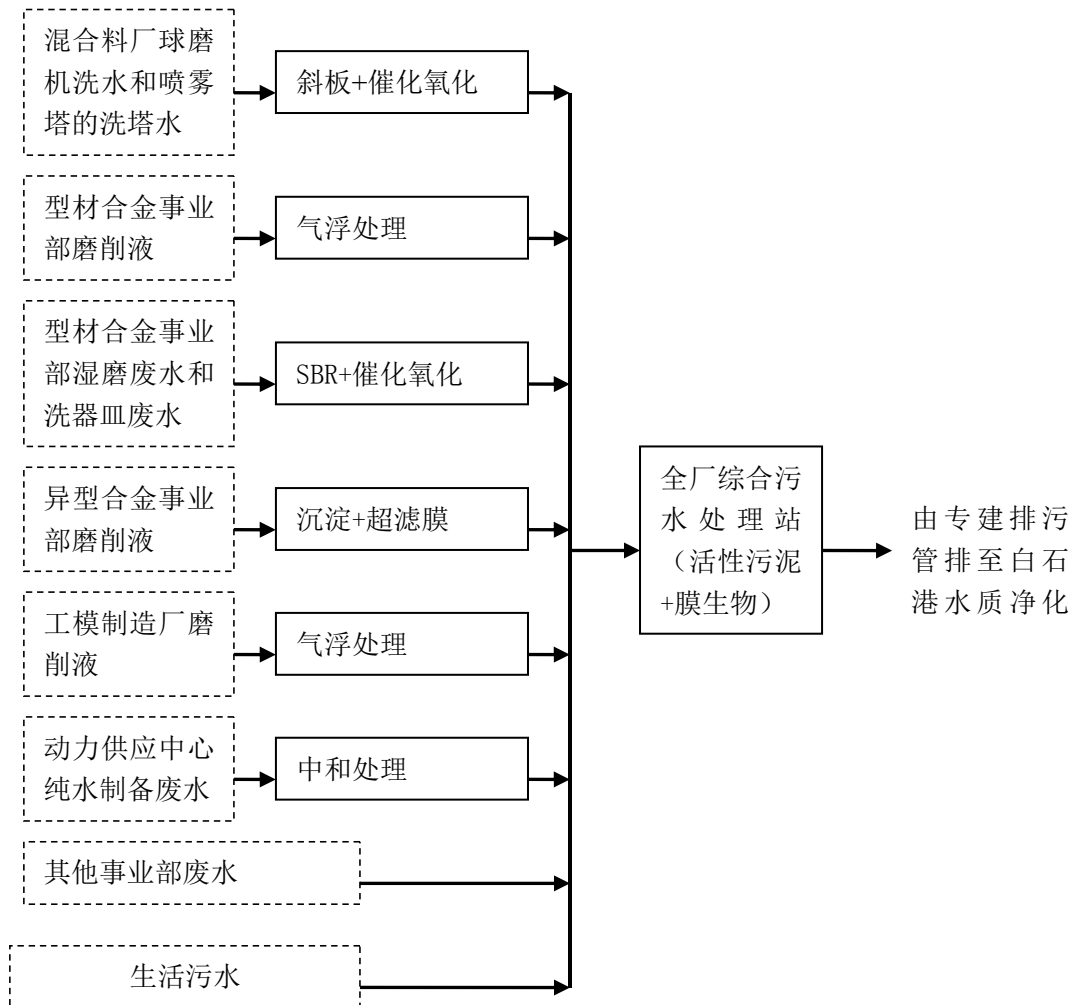 混合料厂球磨
机洗水和喷雾
塔的洗塔水
斜板+催化氧化
型材合金事业
部磨削液
气浮处理
型材合金事业
部湿磨废水和
洗器皿废水
SBR+催化氧化
异型合金事业
部磨削液
沉淀+超滤膜
工模制造厂磨
削液
气浮处理
动力供应中心
纯水制备废水
中和处理
其他事业部废水
生活污水
全厂综合污
水处理站
（活性污泥
+膜生物）
由专建排污
管排至白石
港水质净化